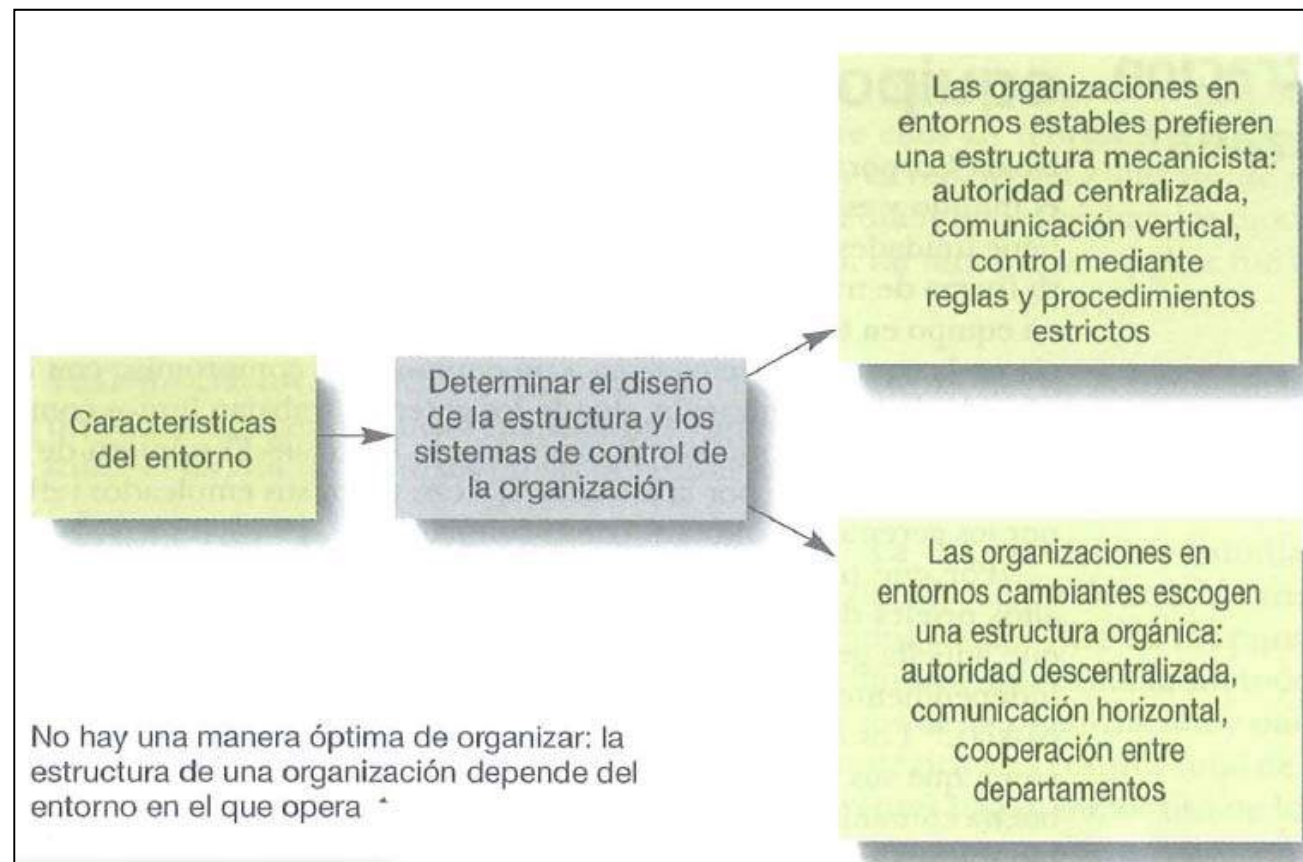 Características
del entorno
Determinar el diseño
de la estructura y los
sistemas de control de
la organización
Las organizaciones en
entornos estables prefieren
una estructura mecanicista:
autoridad centralizada,
comunicación vertical,
control mediante
reglas y procedimientos
estrictos
Las organizaciones en
entornos cambiantes escogen
una estructura orgánica:
autoridad descentralizada,
comunicación horizontal,
cooperación entre
departamentos
No hay una manera óptima de organizar: la
estructura de una organización depende del
entorno en el que opera